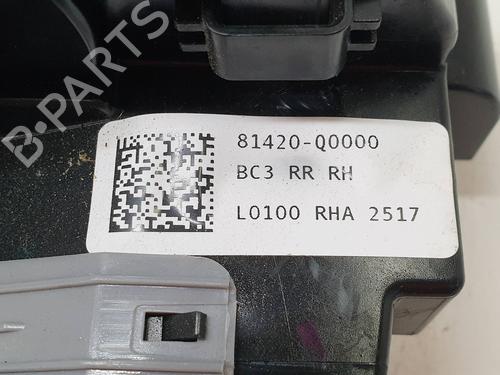 B-PARTS
81420-Q0000
BC3 RR RH
L0100 RHA 2517